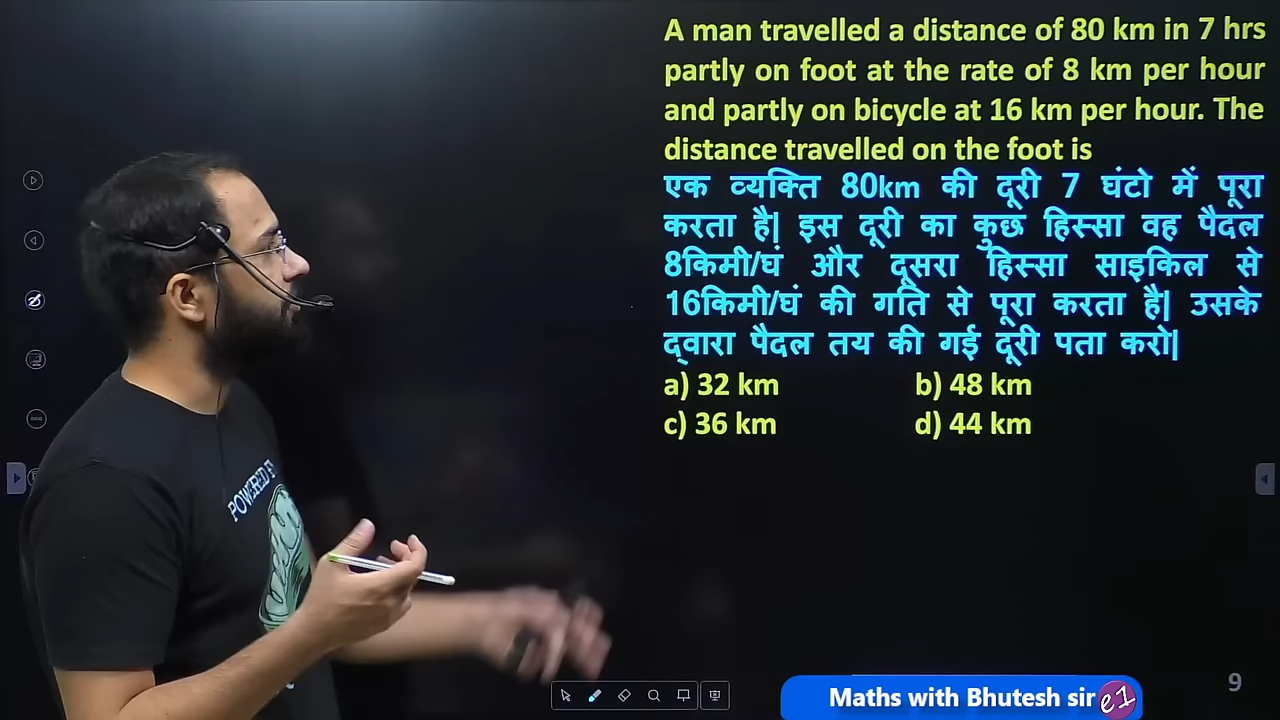 A man travelled a distance of 80 km in 7 hrs
partly on foot at the rate of 8 km per hour
and partly on bicycle at 16 km per hour. The
distance travelled on the foot is
एक व्यक्ति 80km की दूरी 7 घंटो में पूरा
करता है| इस दूरी का कुछ हिस्सा वह पैदल
8किमी/घं और दूसरा हिस्सा साइकिल से
16किमी/घं की गति से पूरा करता है| उसके
द्वारा पैदल तय की गई दूरी पता करो|
a) 32 km b) 48 km
c) 36 km d) 44 km
POWERED B
9
Maths with Bhutesh sir e1